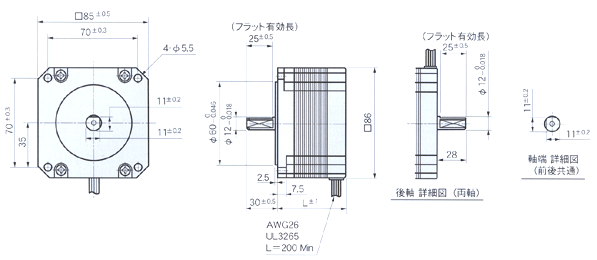 □85±0.5
70±0.3
4-φ5.5
11±0.2
11±0.2
70±0.3
35
(フラット有効長)
25±0.5
φ60 0 -0.046
φ12 0 -0.018
□86
2.5
7.5
30±0.5
L±1
AWG26
UL3265
L=200 Min
(フラット有効長)
25±0.5
φ12 0 -0.018
28
後軸 詳細図 (両軸)
11±0.2
11±0.2
軸端 詳細図
(前後共通)